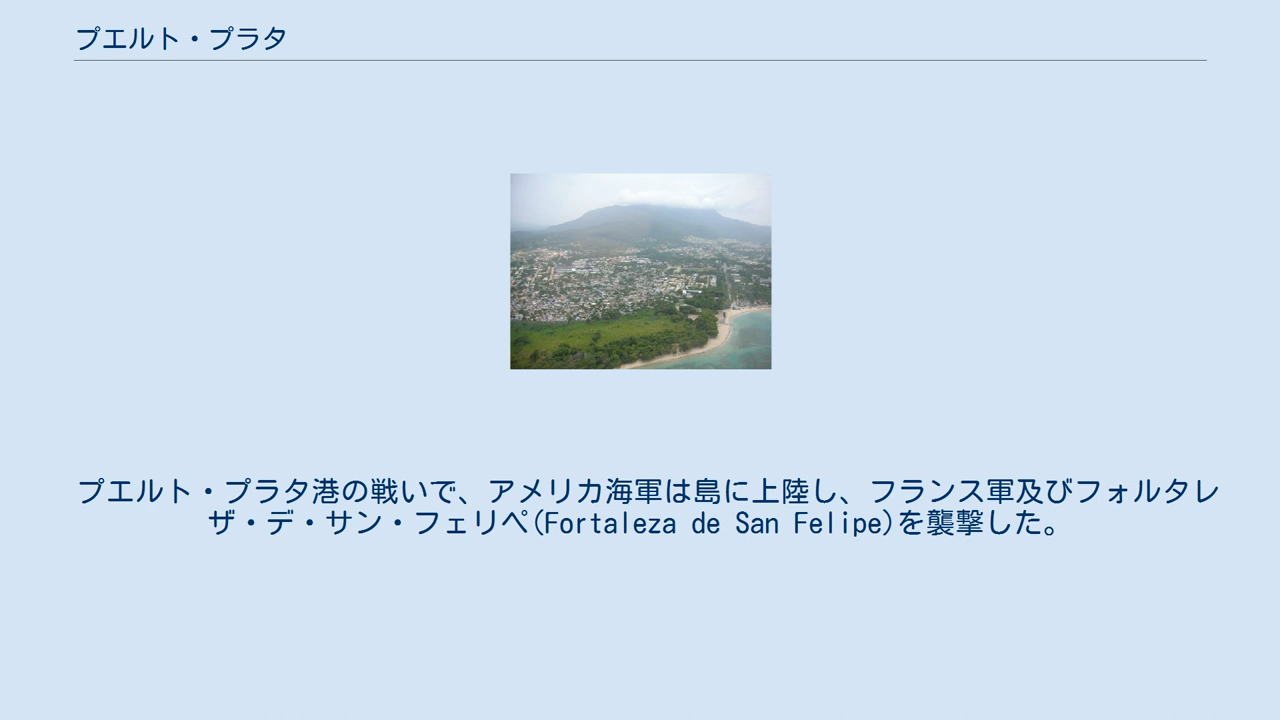 プエルト・プラタ
プエルト・プラタ港の戦いで、アメリカ海軍は島に上陸し、フランス軍及びフォルタレ
ザ・デ・サン・フェリペ(Fortaleza de San Felipe)を襲撃した。